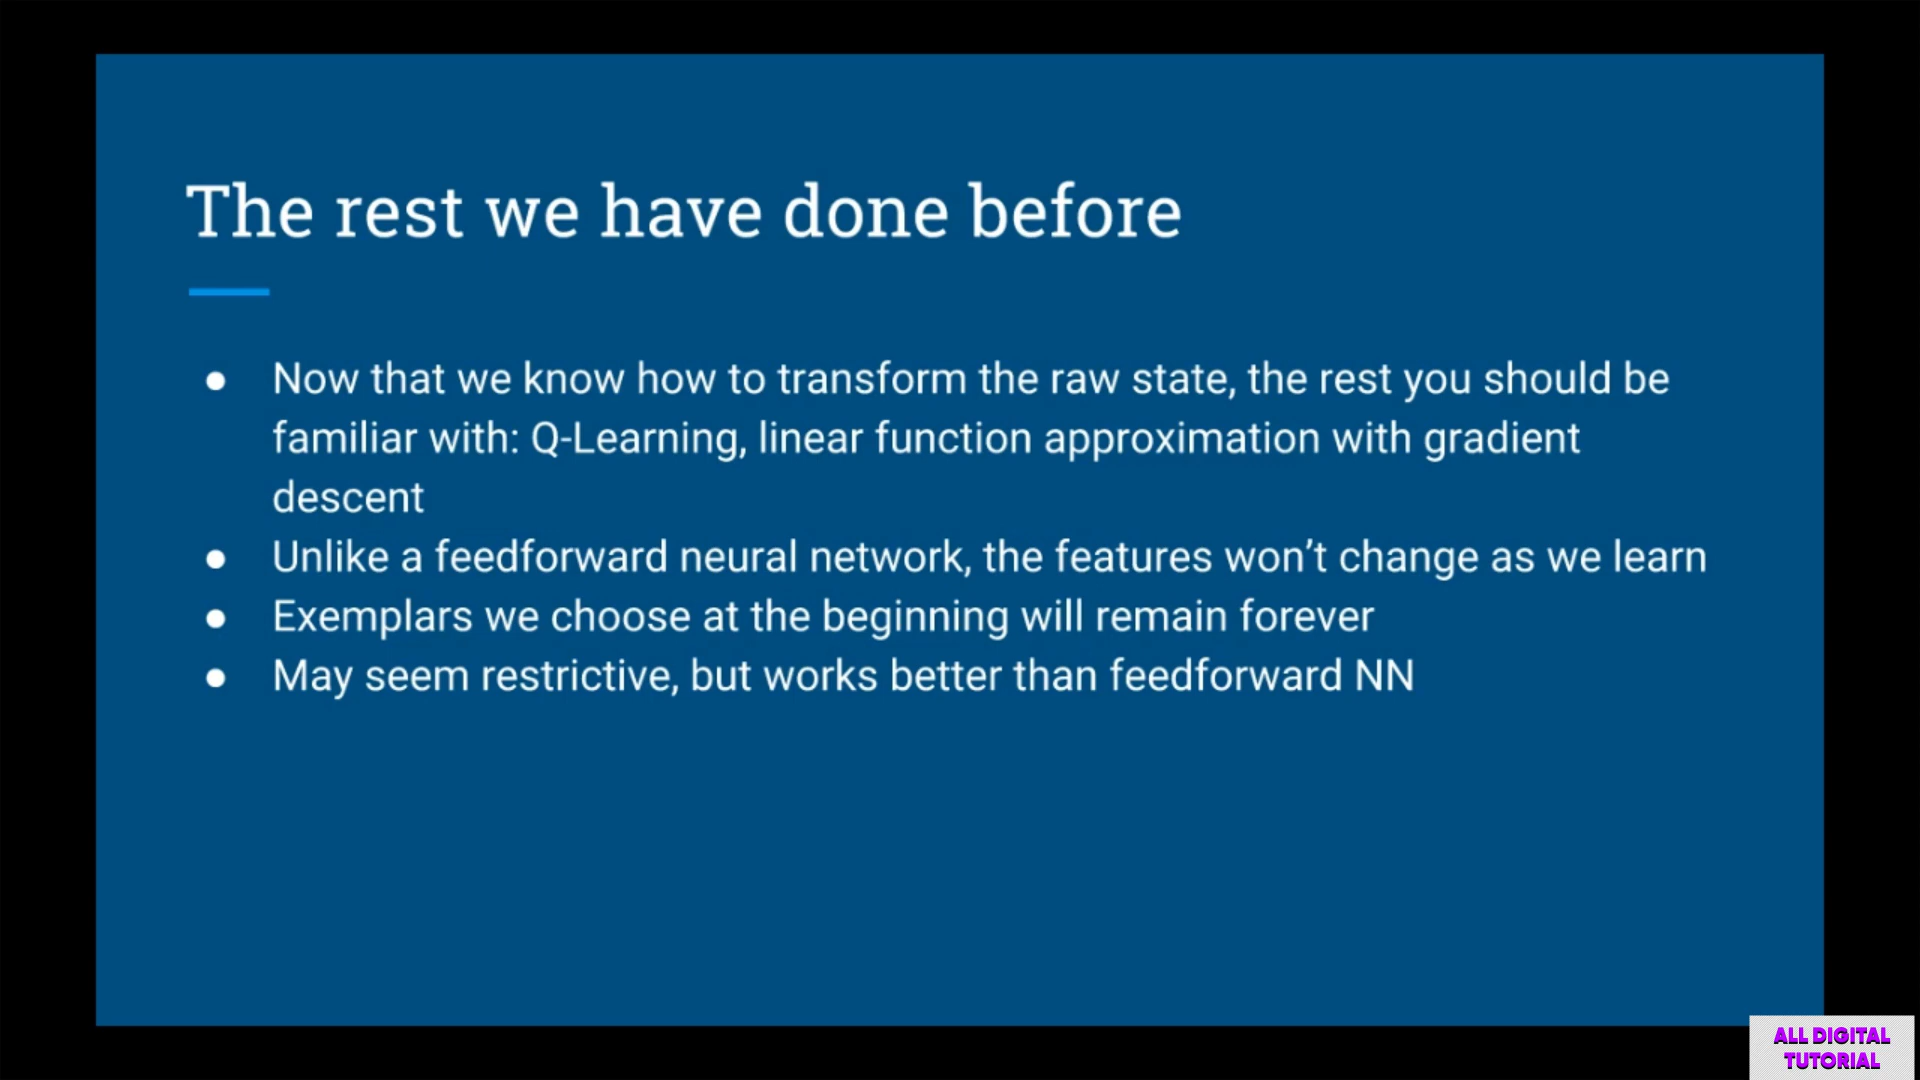 The rest we have done before
● Now that we know how to transform the raw state, the rest you should be
familiar with: Q-Learning, linear function approximation with gradient
descent
● Unlike a feedforward neural network, the features won’t change as we learn
● Exemplars we choose at the beginning will remain forever
● May seem restrictive, but works better than feedforward NN
ALL DIGITAL
TUTORIAL